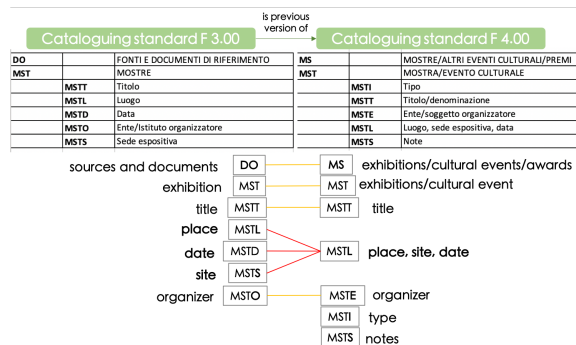 is previous
version of
Cataloguing standard F 3.00
Cataloguing standard F 4.00
DO FONTI E DOCUMENTI DI RIFERIMENTO
MST MOSTRE
MSTT Titolo
MSTL Luogo
MSTD Data
MSTO Ente/Istituto organizzatore
MSTS Sede espositiva
MS MOSTRE/ALTRI EVENTI CULTURALI/PREMI
MST MOSTRA/EVENTO CULTURALE
MSTI Tipo
MSTT Titolo/denominazione
MSTE Ente/soggetto organizzatore
MSTL Luogo, sede espositiva, data
MSTS Note
sources and documents DO MS exhibitions/cultural events/awards
exhibition MST MST exhibitions/cultural event
title MSTT MSTT title
place MSTL
date MSTD MSTL place, site, date
site MSTS
organizer MSTO MSTE organizer
MSTI type
MSTS notes